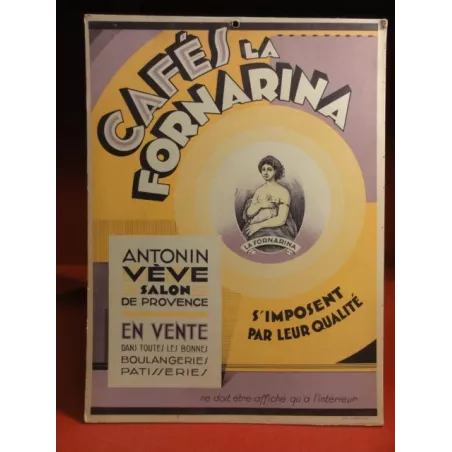 CAFÉS LA
FORNARINA
LA FORNARINA
ANTONIN
VÈVE
SALON
DE PROVENCE
EN VENTE
DANS TOUTES LES BONNES
BOULANGERIES
PATISSERIES
S'IMPOSENT
PAR LEUR QUALITÉ
ne doit être affiché qu'à l'intérieur